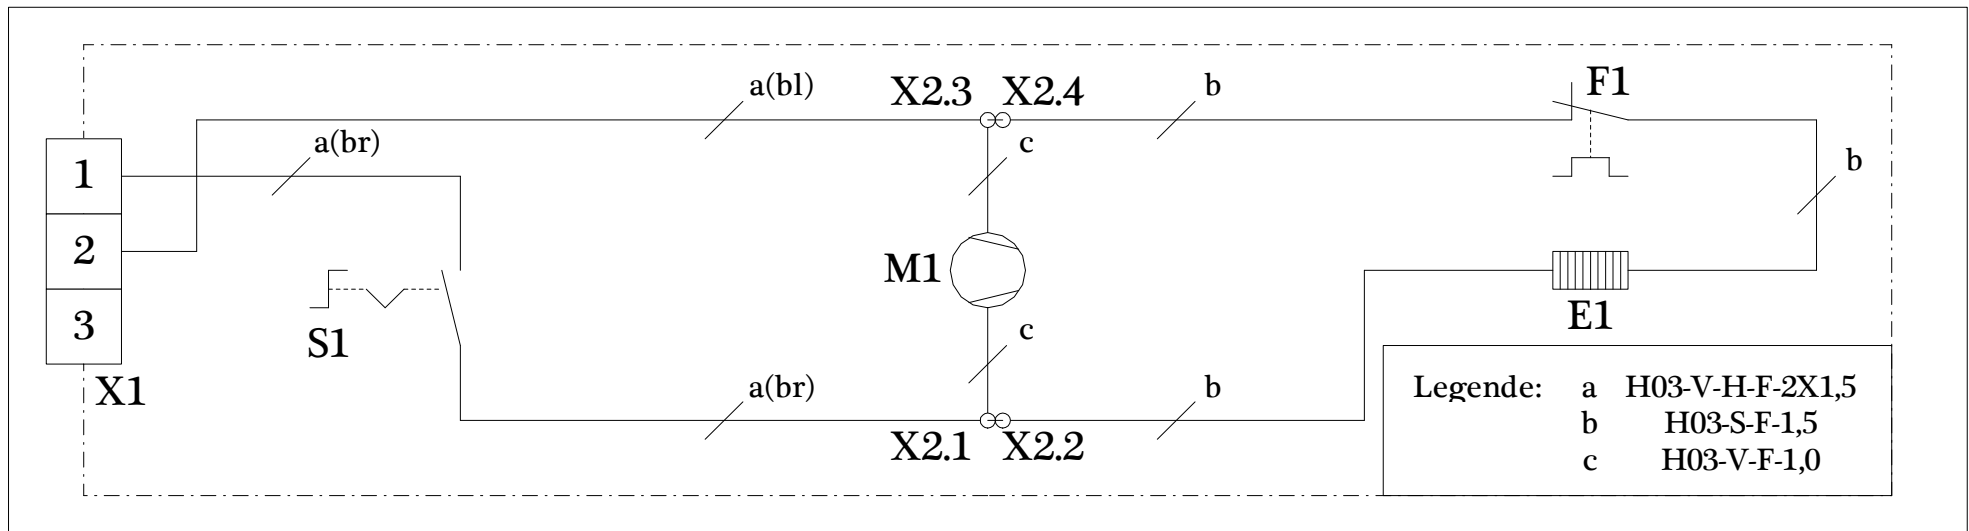 a(bl)
X2.3 X2.4
b
F1
a(br)
c
1
b
2
M1
3
S1
E1
c
X1
a(br)
b
X2.1 X2.2
Legende: a H03-V-H-F-2X1,5
b H03-S-F-1,5
c H03-V-F-1,0